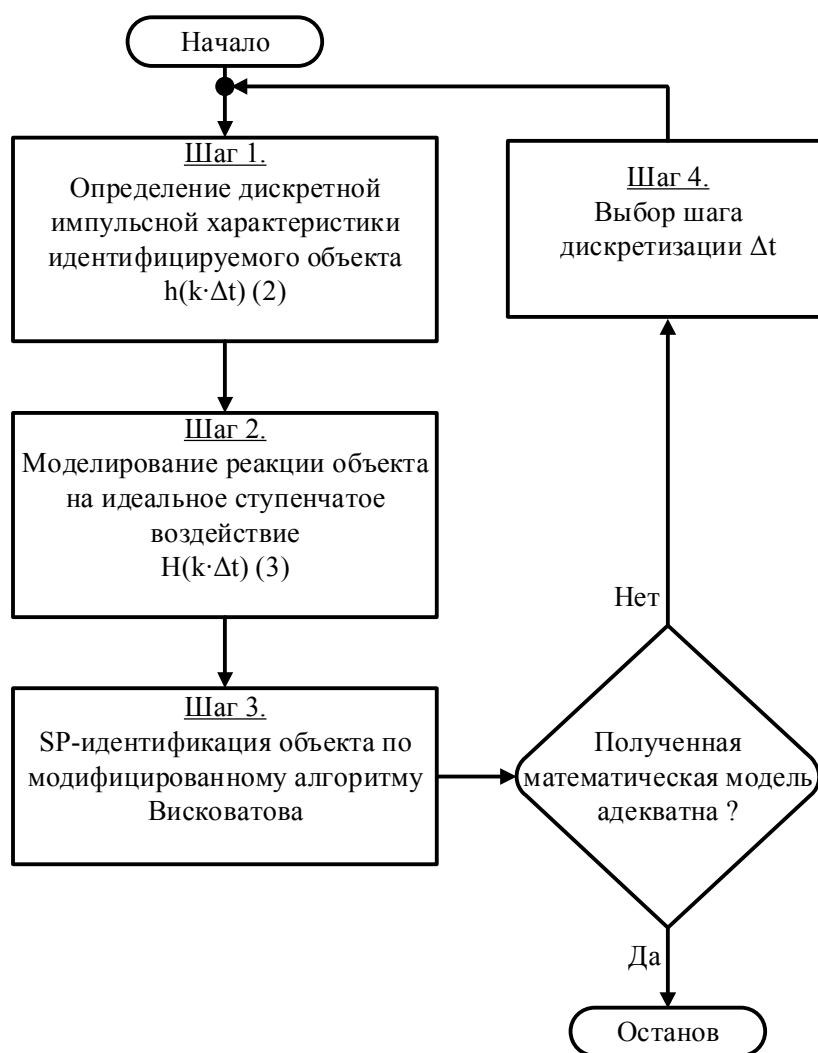 Начало
Шаг 1.
Определение дискретной
импульсной характеристики
идентифицируемого объекта
h(k·Δt) (2)
Шаг 2.
Моделирование реакции объекта
на идеальное ступенчатое
воздействие
H(k·Δt) (3)
Шаг 3.
SP-идентификация объекта по
модифицированному алгоритму
Висковатова
Полученная
математическая модель
адекватна ?
Нет
Шаг 4.
Выбор шага
дискретизации Δt
Да
Останов